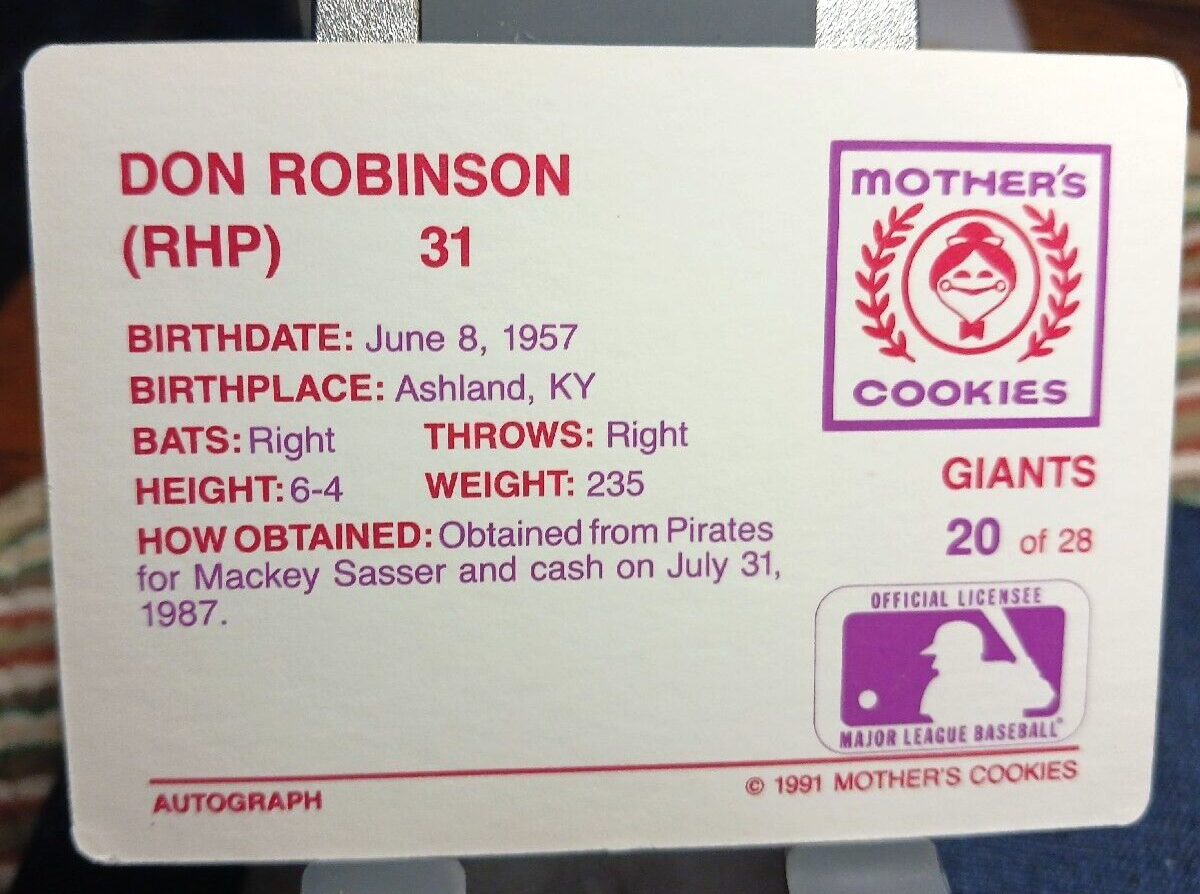 DON ROBINSON
(RHP) 31
BIRTHDATE: June 8, 1957
BIRTHPLACE: Ashland, KY
BATS: Right THROWS: Right
HEIGHT: 6-4 WEIGHT: 235
HOW OBTAINED: Obtained from Pirates
for Mackey Sasser and cash on July 31,
1987.
MOTHER'S
COOKIES
GIANTS
20 of 28
OFFICIAL LICENSEE
MAJOR LEAGUE BASEBALL®
AUTOGRAPH
© 1991 MOTHER'S COOKIES